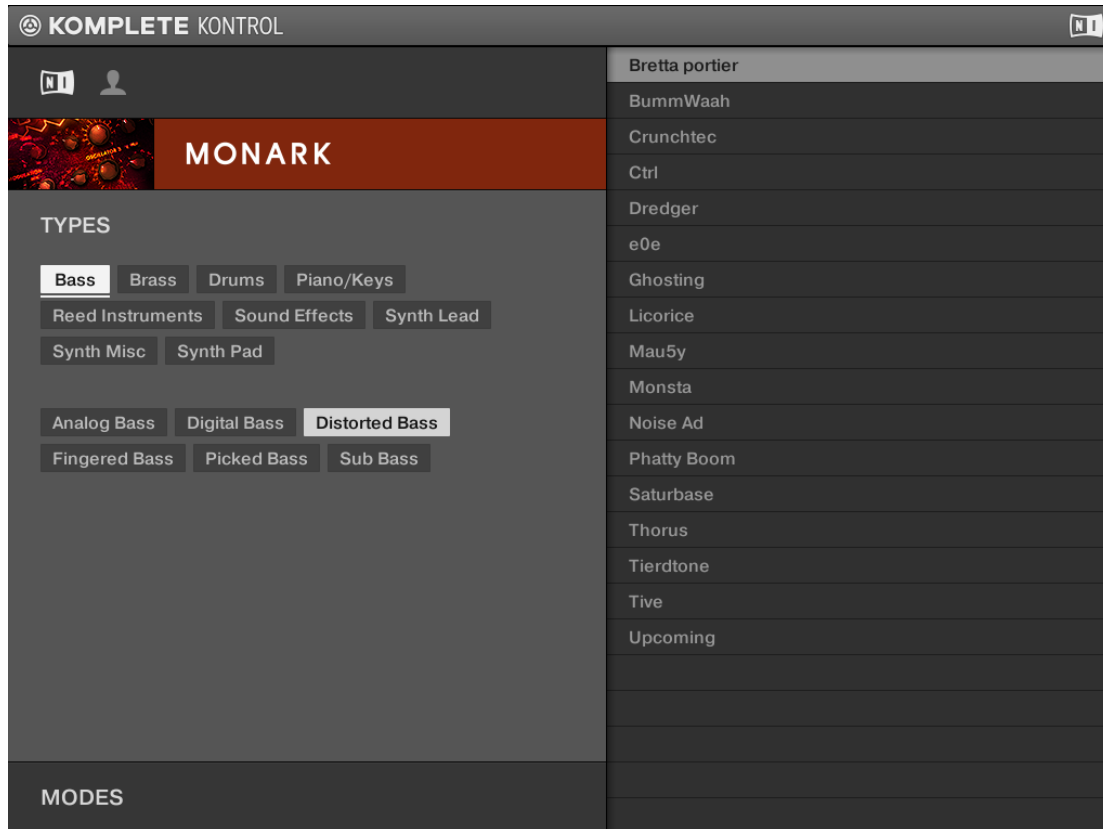 KOMPLETE KONTROL
NI
NI
MONARK
TYPES
Bass Brass Drums Piano/Keys
Reed Instruments Sound Effects Synth Lead
Synth Misc Synth Pad
Analog Bass Digital Bass Distorted Bass
Fingered Bass Picked Bass Sub Bass
MODES
Bretta portier
BummWaah
Crunchtec
Ctrl
Dredger
e0e
Ghosting
Licorice
Mau5y
Monsta
Noise Ad
Phatty Boom
Saturbase
Thorus
Tierdtone
Tive
Upcoming